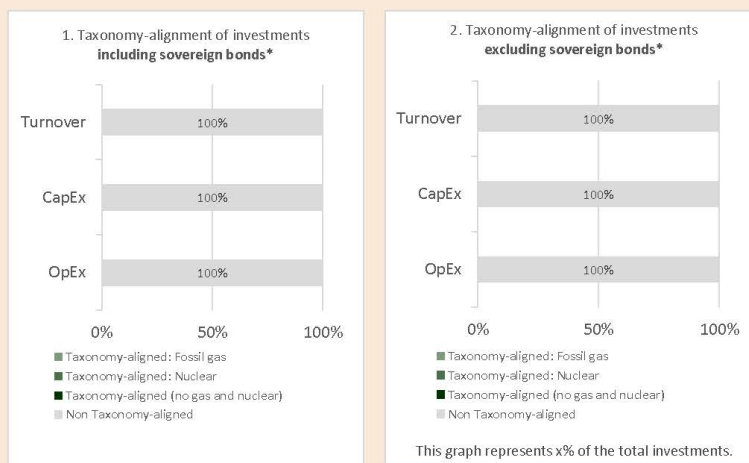 1. Taxonomy-alignment of investments
including sovereign bonds*
Turnover
100%
CapEx
100%
OpEx
100%
0%
50%
100%
Taxonomy-aligned: Fossil gas
Taxonomy-aligned: Nuclear
Taxonomy-aligned (no gas and nuclear)
Non Taxonomy-aligned
2. Taxonomy-alignment of investments
excluding sovereign bonds*
Turnover
100%
CapEx
100%
OpEx
100%
0%
50%
100%
Taxonomy-aligned: Fossil gas
Taxonomy-aligned: Nuclear
Taxonomy-aligned (no gas and nuclear)
Non Taxonomy-aligned
This graph represents x% of the total investments.